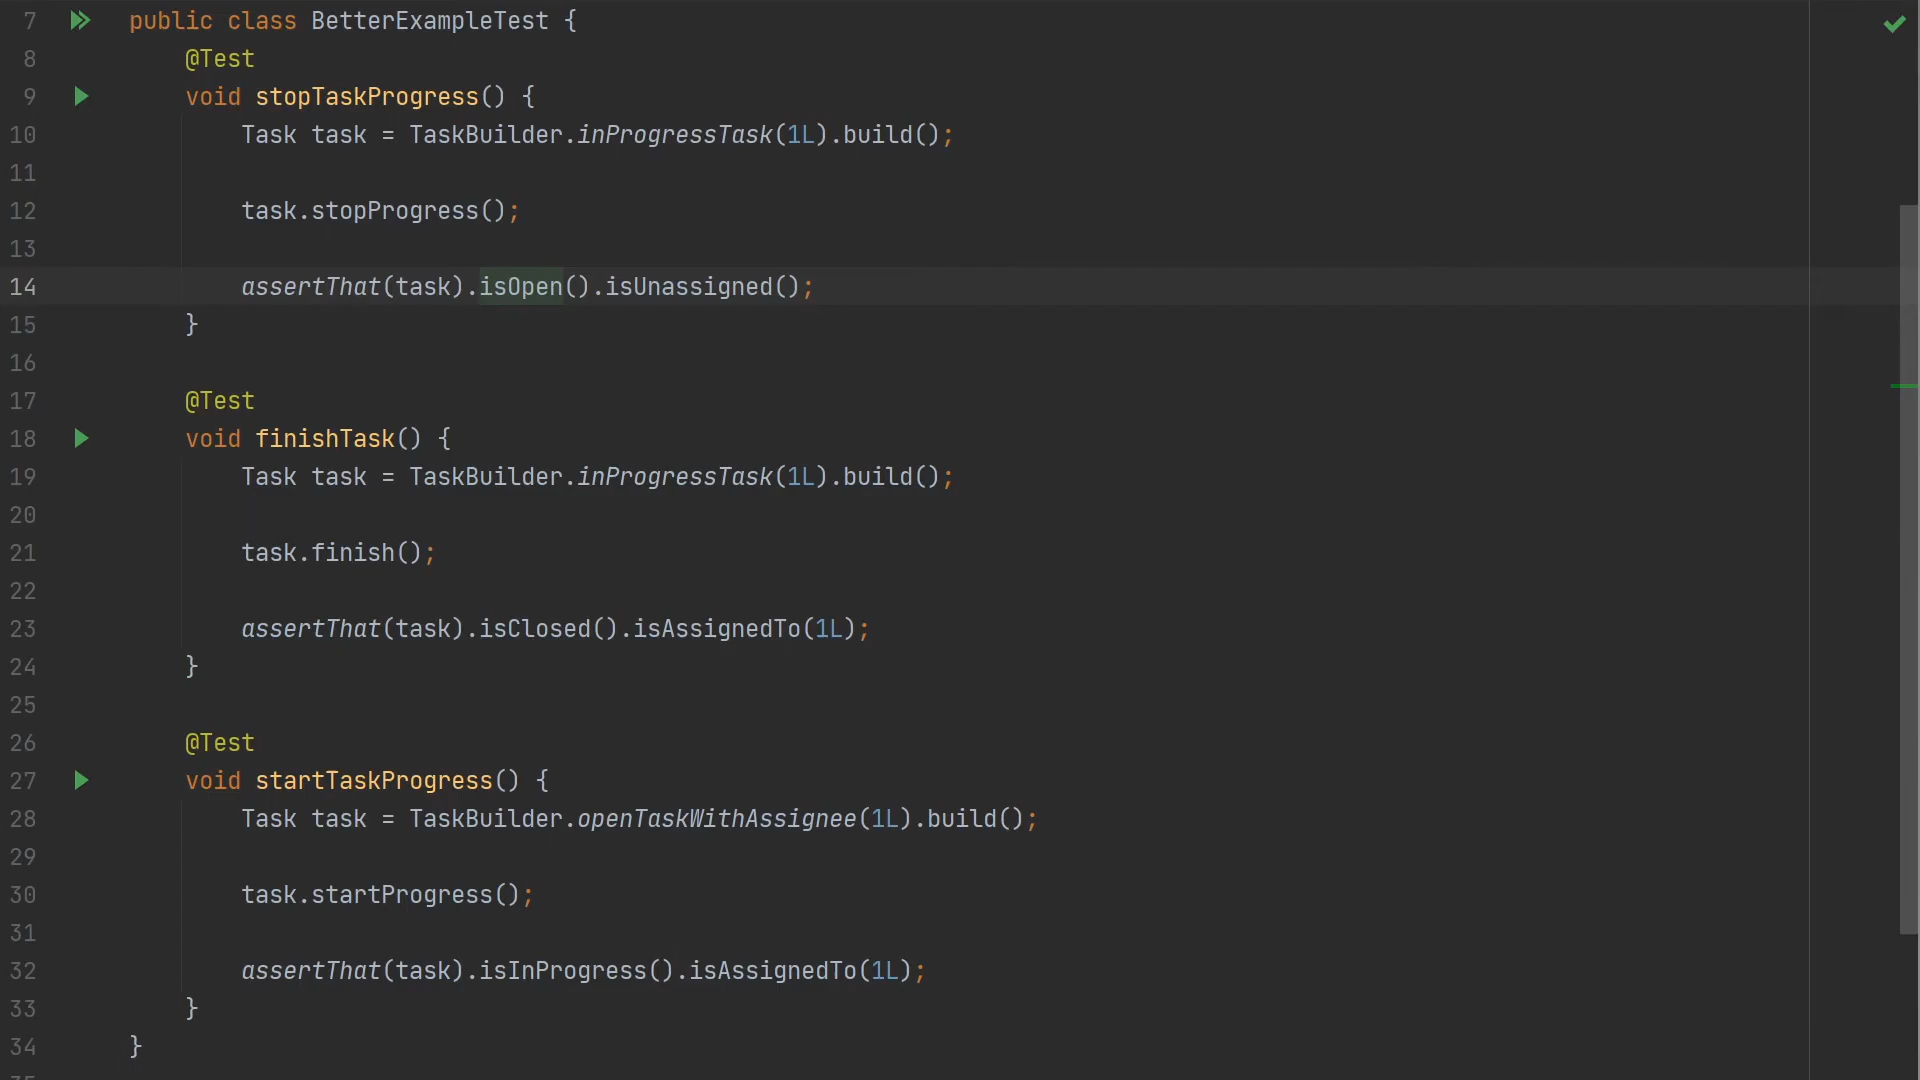 7 public class BetterExampleTest {
8 @Test
9 void stopTaskProgress() {
10 Task task = TaskBuilder.inProgressTask(1L).build();
11
12 task.stopProgress();
13
14 assertThat(task).isOpen().isUnassigned();
15 }
16
17 @Test
18 void finishTask() {
19 Task task = TaskBuilder.inProgressTask(1L).build();
20
21 task.finish();
22
23 assertThat(task).isClosed().isAssignedTo(1L);
24 }
25
26 @Test
27 void startTaskProgress() {
28 Task task = TaskBuilder.openTaskWithAssignee(1L).build();
29
30 task.startProgress();
31
32 assertThat(task).isInProgress().isAssignedTo(1L);
33 }
34 }